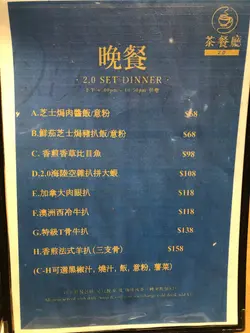 茶餐廳
2.0
晚餐
2.0 SET DINNER
A.芝士焗肉醬飯/意粉 $68
B.鮮茄芝士焗豬扒飯/意粉 $68
C. 香煎香草比目魚 $98
D.2.0海陸空雜扒拼大蝦 $108
E.加拿大肉眼扒 $118
F.澳洲西冷牛扒 $118
G.特級T骨牛扒 $138
H.香煎法式羊扒(三支骨) $158
(C-H可選黑椒汁, 燒汁, 飯, 意粉, 薯菜)